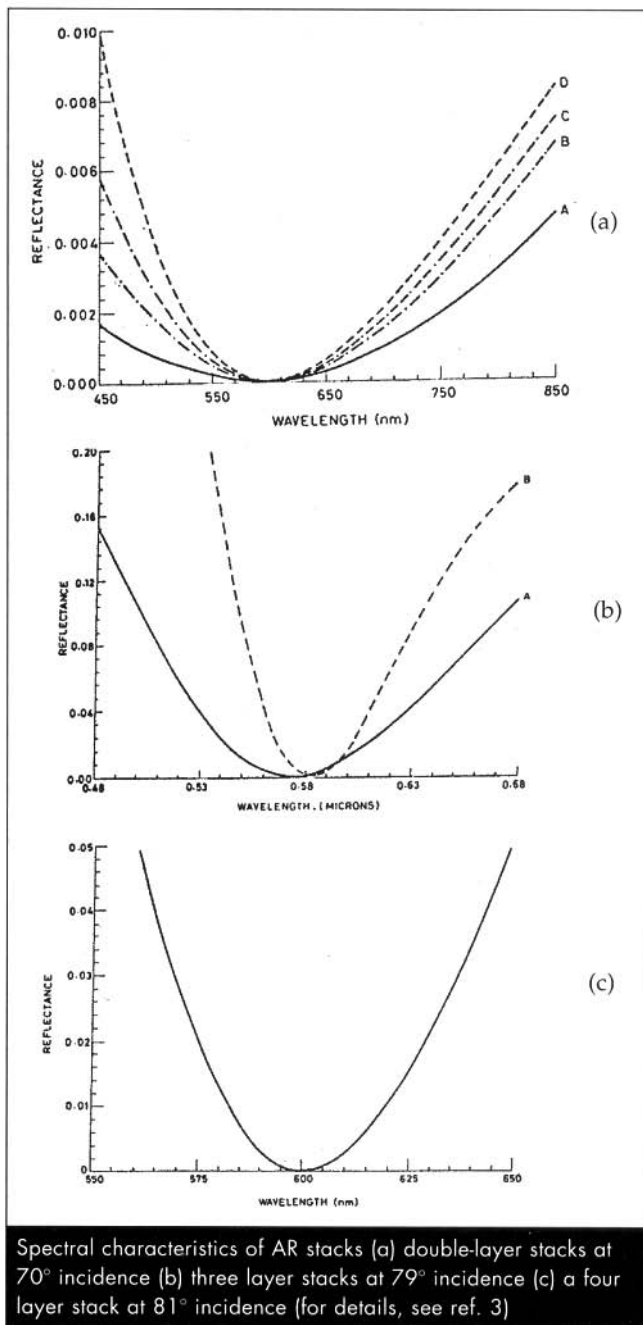 0.010
0.008
0.006
0.004
0.002
0.000
REFLECTANCE
450
550
650
750
850
WAVELENGTH (nm)
D
C
B
A
(a)
0.20
0.16
0.12
0.08
0.04
0.00
REFLECTANCE
0.48
0.53
0.58
0.63
0.68
WAVELENGTH. (MICRONS)
B
A
(b)
0.05
0.04
0.03
0.02
0.01
0
REFLECTANCE
550
575
600
625
650
WAVELENGTH (nm)
(c)
Spectral characteristics of AR stacks (a) double-layer stacks at
70° incidence (b) three layer stacks at 79° incidence (c) a four
layer stack at 81° incidence (for details, see ref. 3)